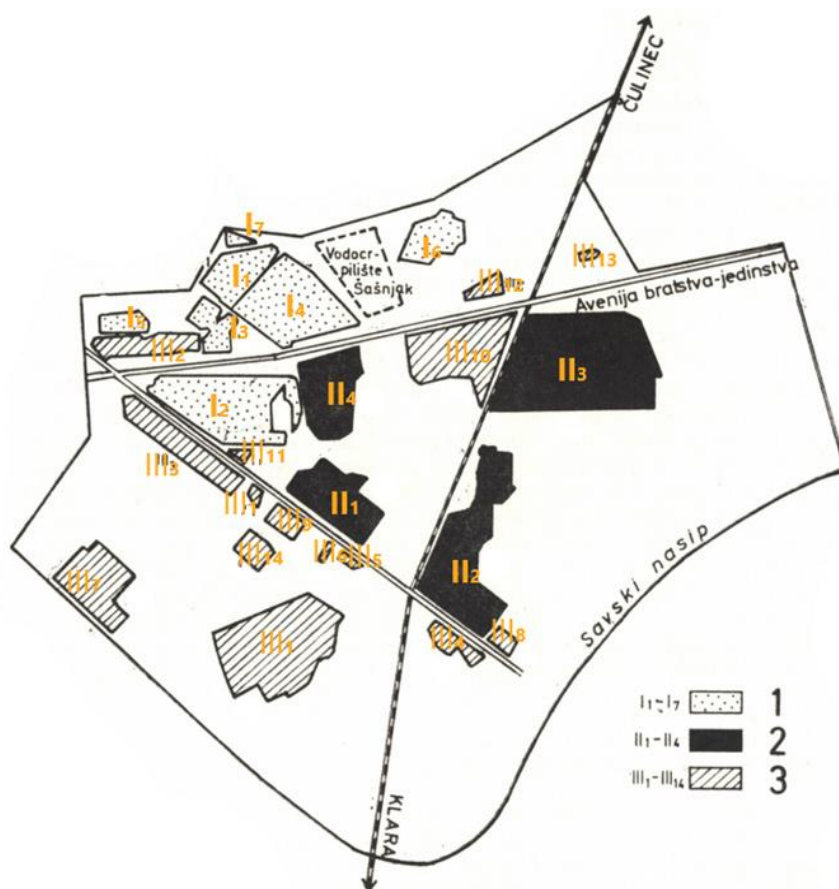 ČULINEC
I7
I1
Vodocr-
pilište
Šašnjak
I6
I4
III13
III12
Avenija bratstva-jedinstva
I5
I3
III2
III10
II3
II4
I2
III3
III11
II1
III1
III9
III14
III6
III5
II2
III7
III1
III4
III8
Savski nasip
KLARA
I1–I7 1
II1–II4 2
III1–III14 3